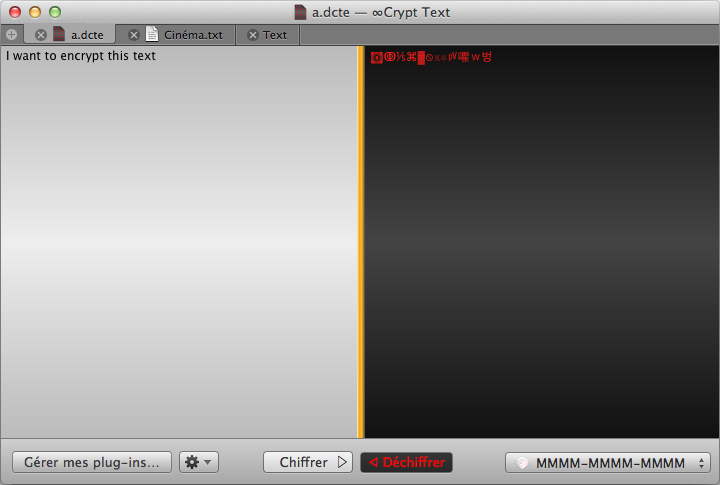 a.dcte — ∞Crypt Text
a.dcte Cinéma.txt Text
I want to encrypt this text
Gérer mes plug-ins... Chiffrer Déchiffrer MMMM-MMMM-MMMM